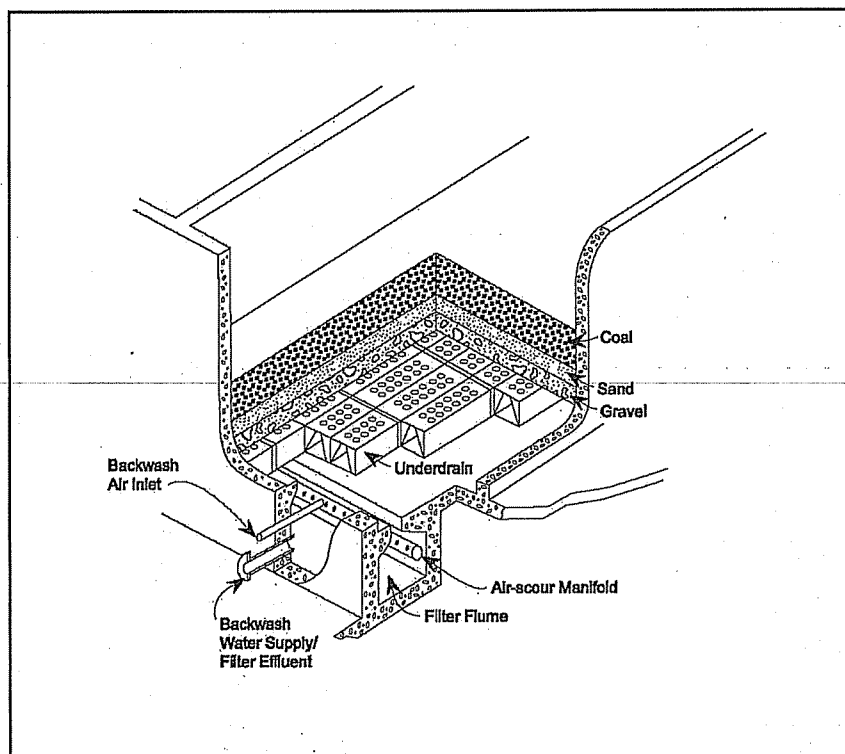 Coal
Sand
Gravel
Underdrain
Backwash
Air Inlet
Air-scour Manifold
Filter Flume
Backwash
Water Supply/
Filter Effluent